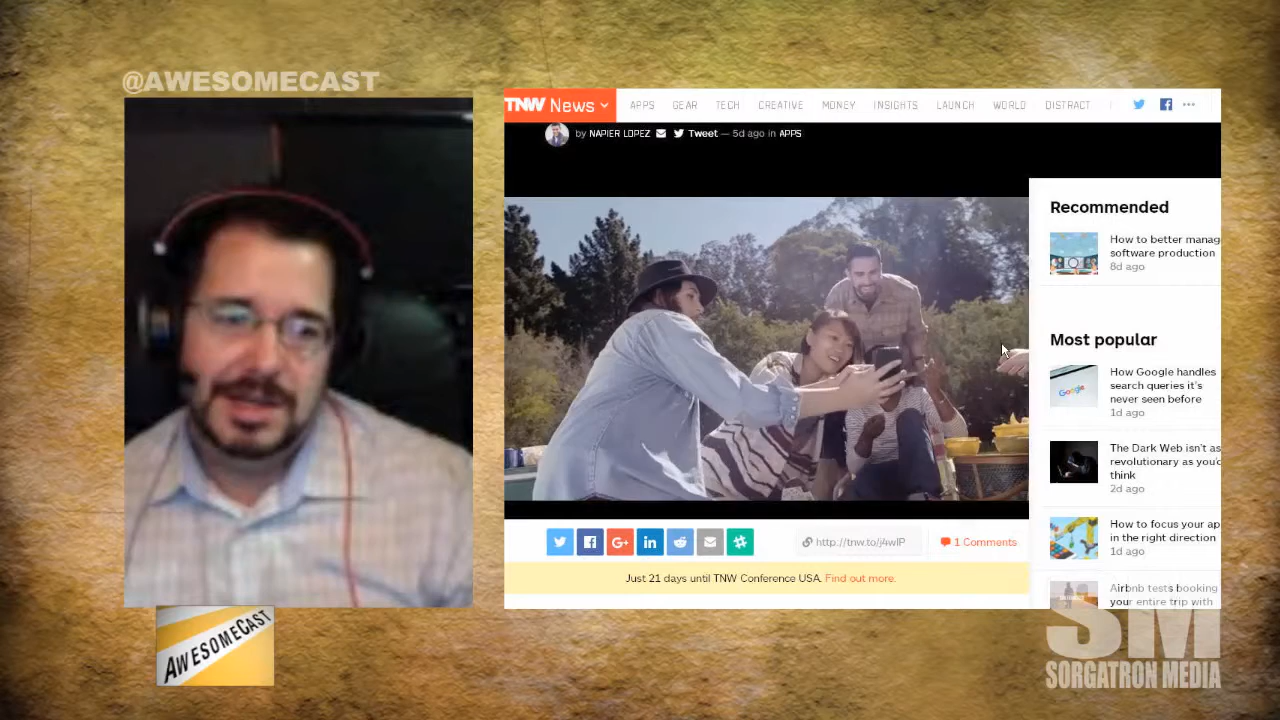 @AWESOMECAST
TNW News
APPS GEAR TECH CREATIVE MONEY INSIGHTS LAUNCH WORLD DISTRACT
by NAPIER LOPEZ Tweet — 5d ago in APPS
Recommended
How to better manag
software production
8d ago
Most popular
How Google handles
search queries it's
never seen before
1d ago
The Dark Web isn't as
revolutionary as you'c
think
2d ago
How to focus your ap
in the right direction
1d ago
Airbnb tests booking
your entire trip with
http://tnw.to/j4wIP
1 Comments
Just 21 days until TNW Conference USA. Find out more.
AWESOMECAST
SM
SORGATRON MEDIA